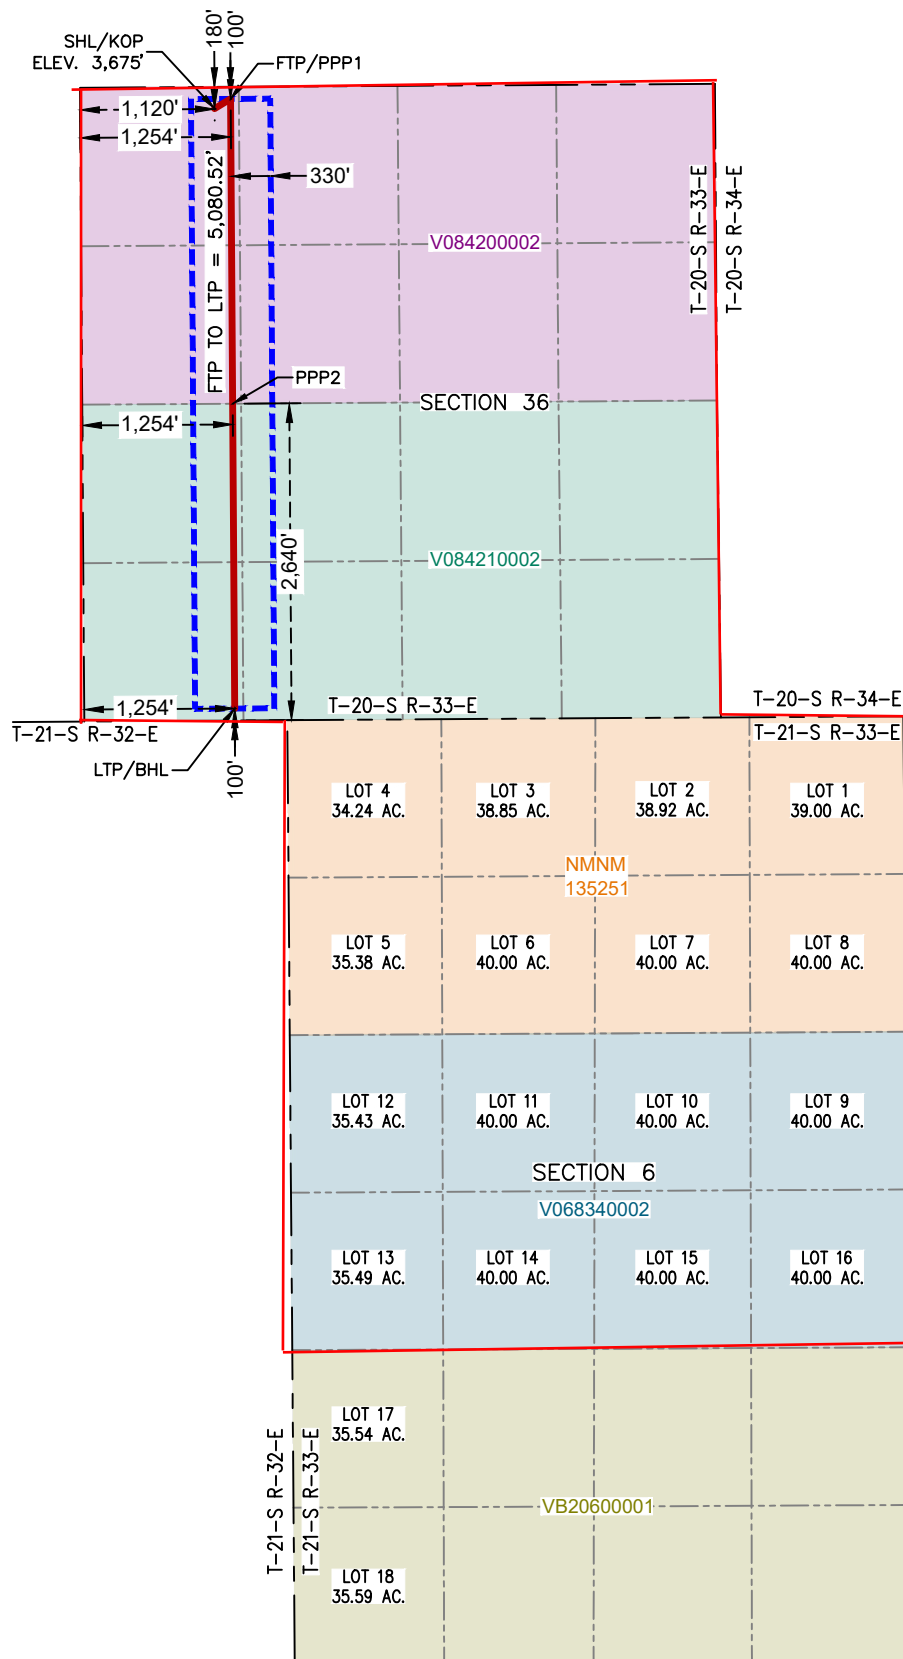 180'
100'
SHL/KOP
ELEV. 3,675'
FTP/PPP1
1,120'
1,254'
330'
FTP TO LTP = 5,080.52'
T-20-S R-33-E
T-20-S R-34-E
V084200002
PPP2
SECTION 36
1,254'
2,640'
V084210002
1,254'
T-20-S R-33-E
T-20-S R-34-E
T-21-S R-32-E
T-21-S R-33-E
LTP/BHL
100'
LOT 4
34.24 AC.
LOT 3
38.85 AC.
LOT 2
38.92 AC.
LOT 1
39.00 AC.
NMNM
135251
LOT 5
35.38 AC.
LOT 6
40.00 AC.
LOT 7
40.00 AC.
LOT 8
40.00 AC.
LOT 12
35.43 AC.
LOT 11
40.00 AC.
LOT 10
40.00 AC.
LOT 9
40.00 AC.
SECTION 6
V068340002
LOT 13
35.49 AC.
LOT 14
40.00 AC.
LOT 15
40.00 AC.
LOT 16
40.00 AC.
LOT 17
35.54 AC.
T-21-S R-32-E
T-21-S R-33-E
VB20600001
LOT 18
35.59 AC.